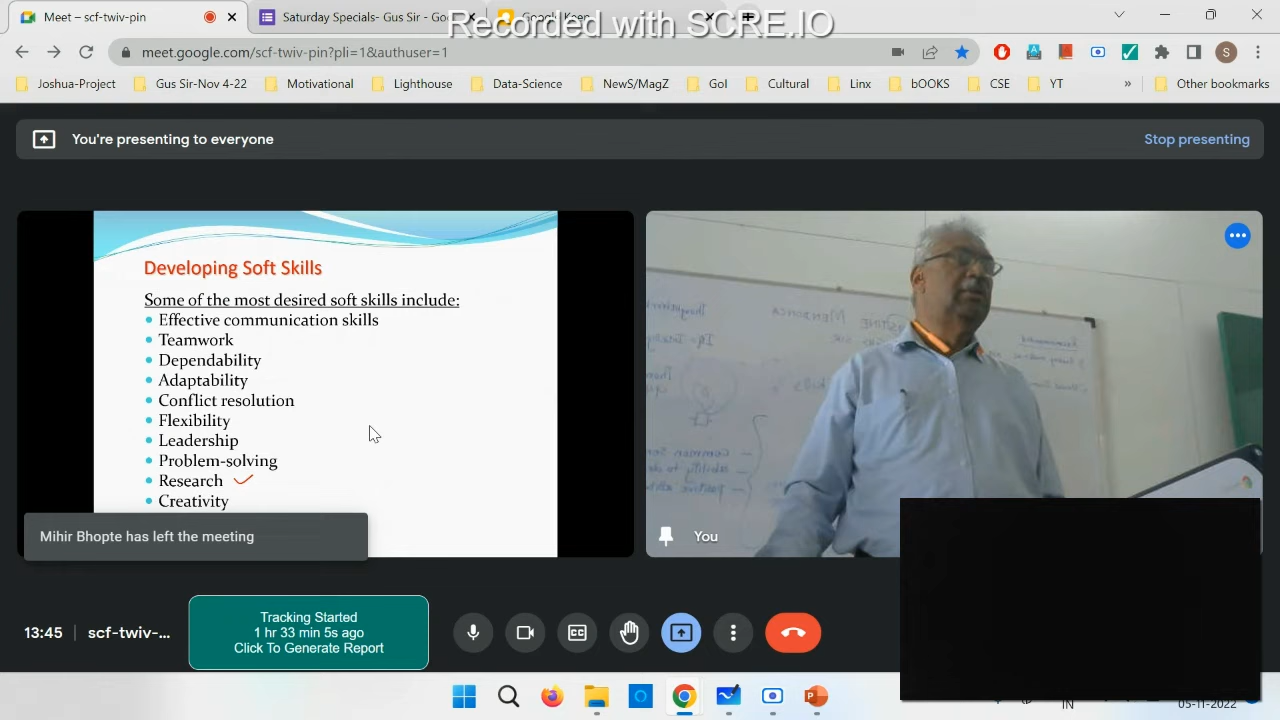 Meet – scf-twiv-pin
Saturday Specials- Gus Sir - Go
Google Keep
Recorded with SCRE.IO
meet.google.com/scf-twiv-pin?pli=1&authuser=1
S
Joshua-Project
Gus Sir-Nov 4-22
Motivational
Lighthouse
Data-Science
NewS/MagZ
GoI
Cultural
Linx
bOOKS
CSE
YT
»
Other bookmarks
You're presenting to everyone
Stop presenting
Developing Soft Skills
Some of the most desired soft skills include:
• Effective communication skills
• Teamwork
• Dependability
• Adaptability
• Conflict resolution
• Flexibility
• Leadership
• Problem-solving
• Research
• Creativity
Mihir Bhopte has left the meeting
MENDONCA
You
13:45
scf-twiv-...
Tracking Started
1 hr 33 min 5s ago
Click To Generate Report
CC
IN
05-11-2022